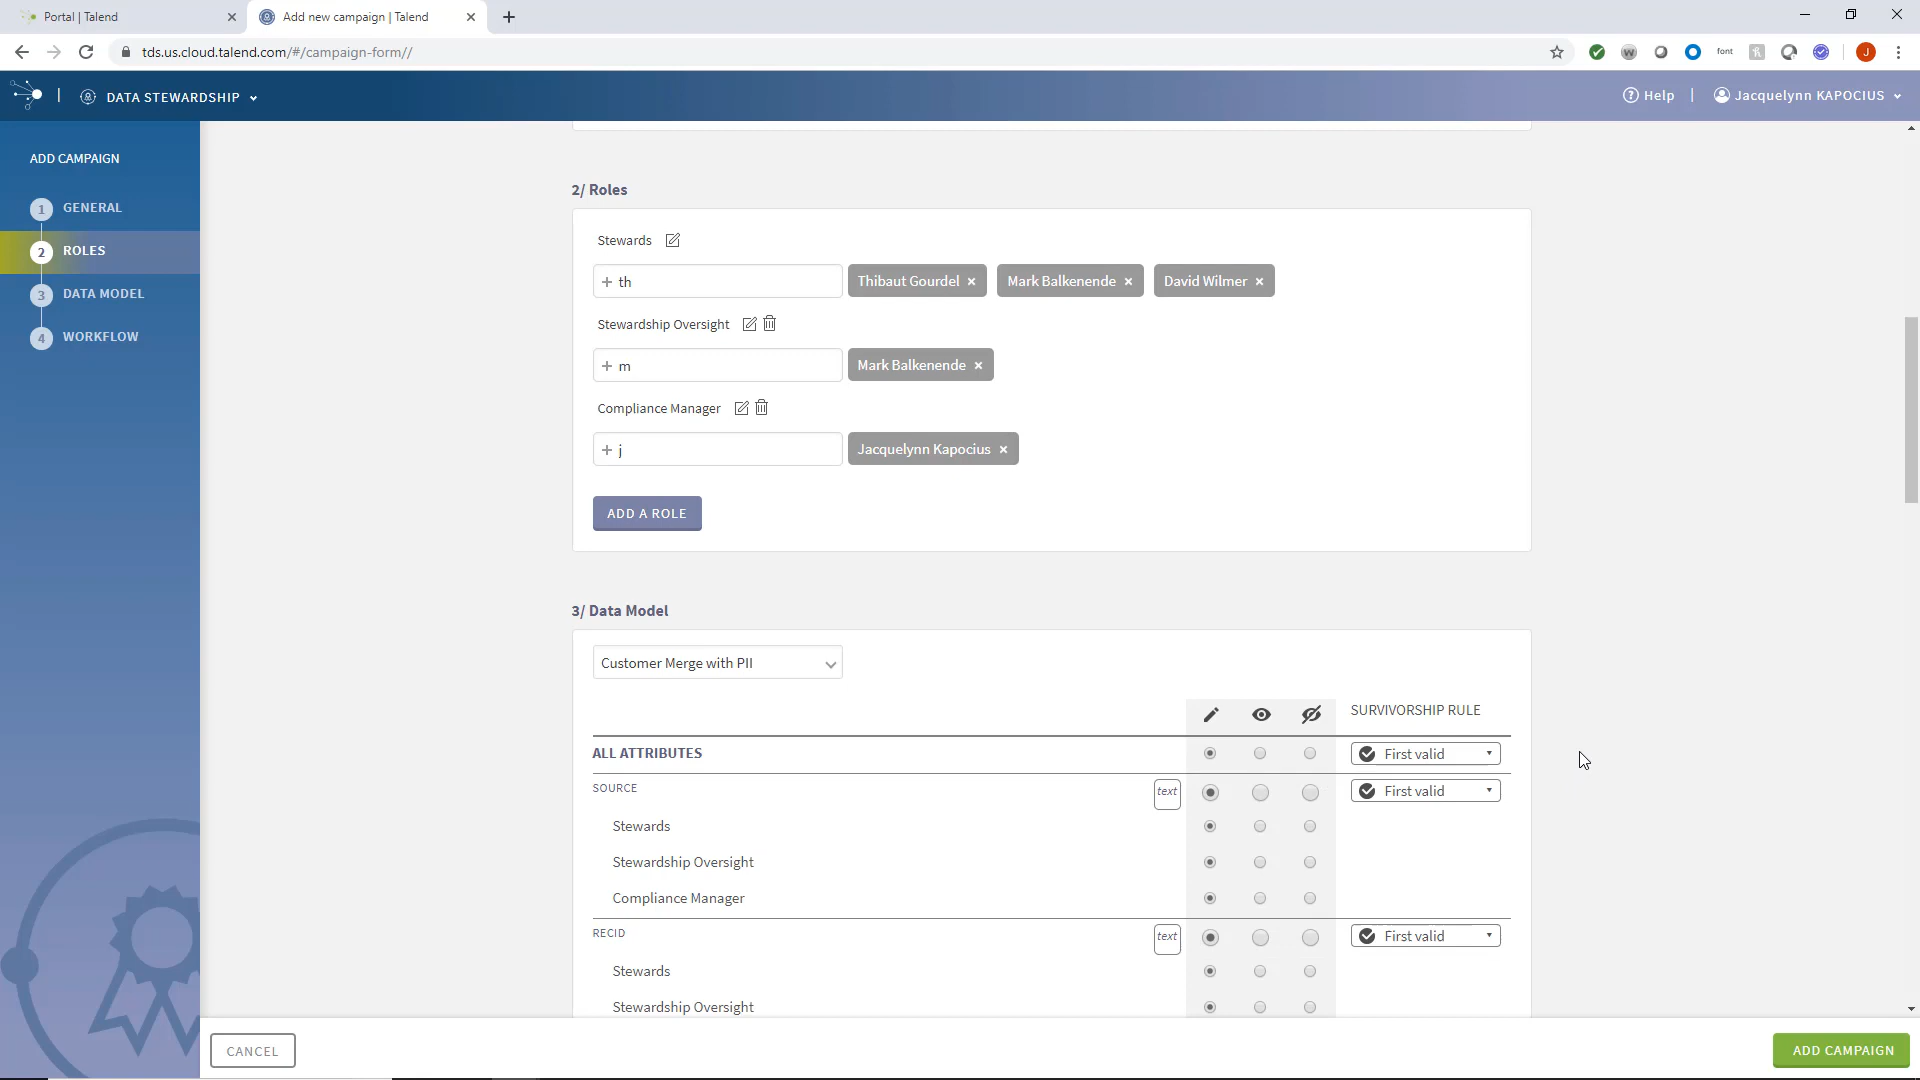 Portal | Talend
Add new campaign | Talend
tds.us.cloud.talend.com/#/campaign-form//
font
J
DATA STEWARDSHIP
Help | Jacquelynn KAPOCIUS
ADD CAMPAIGN
1 GENERAL
2 ROLES
3 DATA MODEL
4 WORKFLOW
2/ Roles
Stewards
+ th Thibaut Gourdel × Mark Balkenende × David Wilmer ×
Stewardship Oversight
+ m Mark Balkenende ×
Compliance Manager
+ j Jacquelynn Kapocius ×
ADD A ROLE
3/ Data Model
Customer Merge with PII
SURVIVORSHIP RULE
ALL ATTRIBUTES First valid
SOURCE text First valid
Stewards
Stewardship Oversight
Compliance Manager
RECID text First valid
Stewards
Stewardship Oversight
CANCEL ADD CAMPAIGN